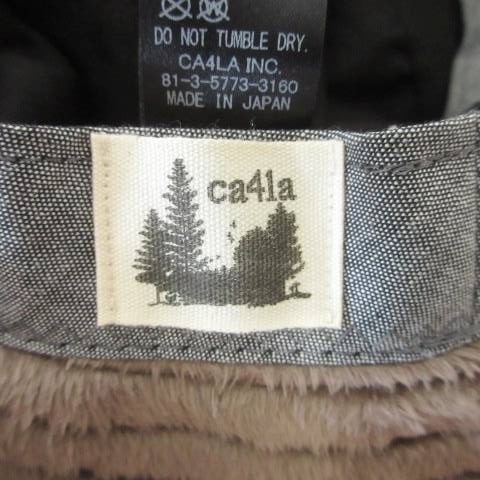 DO NOT TUMBLE DRY.
CA4LA INC.
81-3-5773-3160
MADE IN JAPAN
ca4la